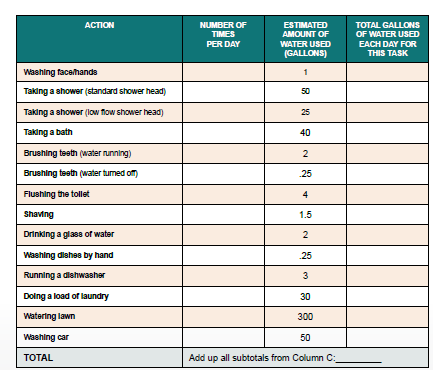 ACTION
NUMBER OF TIMES PER DAY
ESTIMATED AMOUNT OF WATER USED (GALLONS)
TOTAL GALLONS OF WATER USED EACH DAY FOR THIS TASK
Washing face/hands 1
Taking a shower (standard shower head) 50
Taking a shower (low flow shower head) 25
Taking a bath 40
Brushing teeth (water running) 2
Brushing teeth (water turned off) .25
Flushing the toilet 4
Shaving 1.5
Drinking a glass of water 2
Washing dishes by hand .25
Running a dishwasher 3
Doing a load of laundry 30
Watering lawn 300
Washing car 50
TOTAL Add up all subtotals from Column C:_________